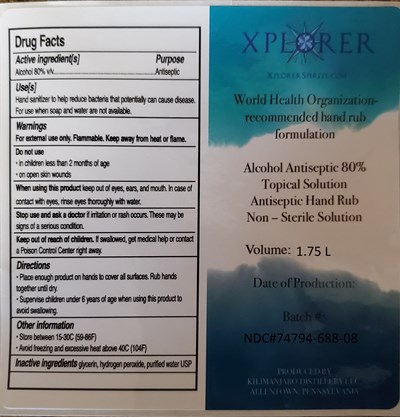 Drug Facts
Active ingredient[s] Purpose
Alcohol 80% v/v Antiseptic
Use[s]
Hand sanitizer to help reduce bacteria that potentially can cause disease.
For use when soap and water are not available.
Warnings
For external use only. Flammable. Keep away from heat or flame.
Do not use
• in children less than 2 months of age
• on open skin wounds
When using this product keep out of eyes, ears, and mouth. In case of
contact with eyes, rinse eyes thoroughly with water.
Stop use and ask a doctor if irritation or rash occurs. These may be
signs of a serious condition.
Keep out of reach of children. If swallowed, get medical help or contact
a Poison Control Center right away.
Directions
• Place enough product on hands to cover all surfaces. Rub hands
together until dry.
• Supervise children under 6 years of age when using this product to
avoid swallowing.
Other information
• Store between 15-30C (59-86F)
• Avoid freezing and excessive heat above 40C (104F)
Inactive ingredients glycerin, hydrogen peroxide, purified water USP
XPLORER
XPLORERSPIRITS.COM
World Health Organization-
recommended hand rub
formulation
Alcohol Antiseptic 80%
Topical Solution
Antiseptic Hand Rub
Non – Sterile Solution
Volume: 1.75 L
Date of Production:
Batch #:
NDC#74794-688-08
PRODUCED BY
KILIMANJARO DISTILLERY LLC
ALLENTOWN, PENNSYLVANIA